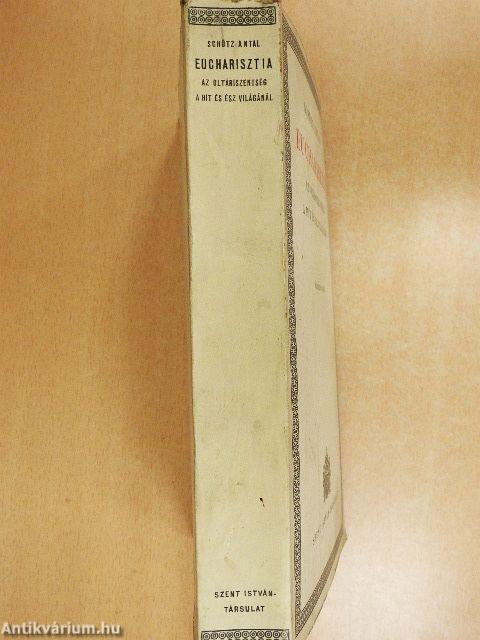 SCHÜTZ ANTAL
EUCHARISZTIA
AZ OLTÁRISZENTSÉG
A HIT ÉS ÉSZ VILÁGÁNÁL
SZENT ISTVÁN-
TÁRSULAT
Antikvárium.hu